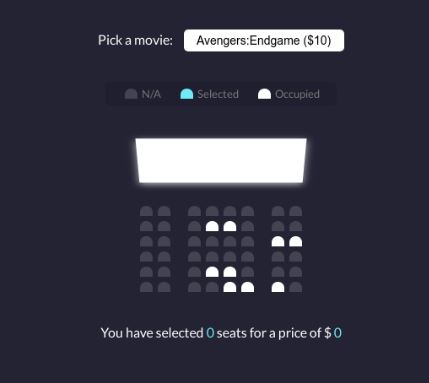 Pick a movie: Avengers:Endgame ($10)
N/A Selected Occupied
You have selected 0 seats for a price of $ 0